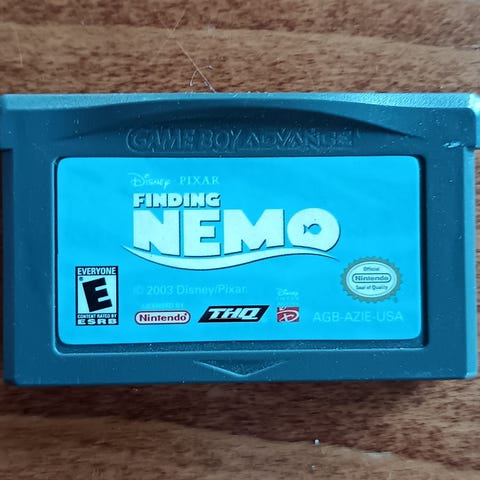 GAME BOY ADVANCE
Disney · PIXAR
FINDING
NEMO
EVERYONE
E
CONTENT RATED BY
ESRB
© 2003 Disney/Pixar.
LICENSED BY
Nintendo
THQ
Official
Nintendo
Seal of Quality
AGB-AZIE-USA